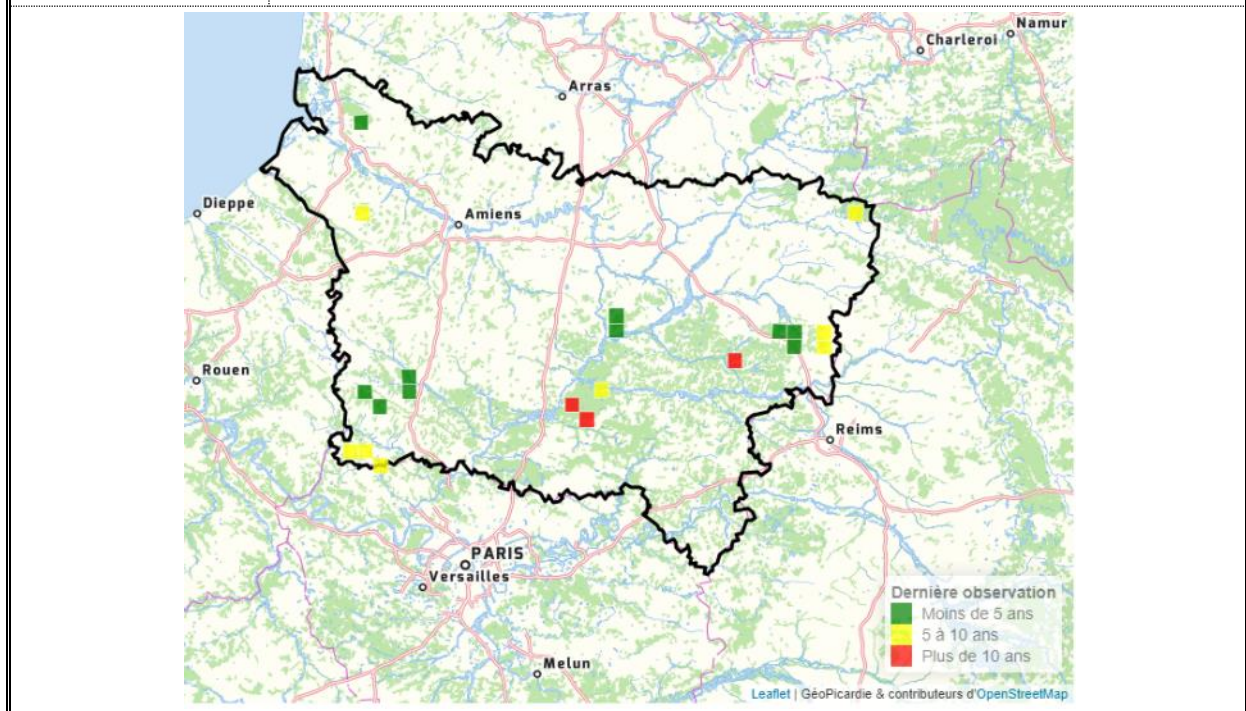 Namur
Charleroi
Arras
Dieppe
Amiens
Rouen
Reims
PARIS
Versailles
Melun
Dernière observation
Moins de 5 ans
5 à 10 ans
Plus de 10 ans
Leaflet | GéoPicardie & contributeurs d'OpenStreetMap